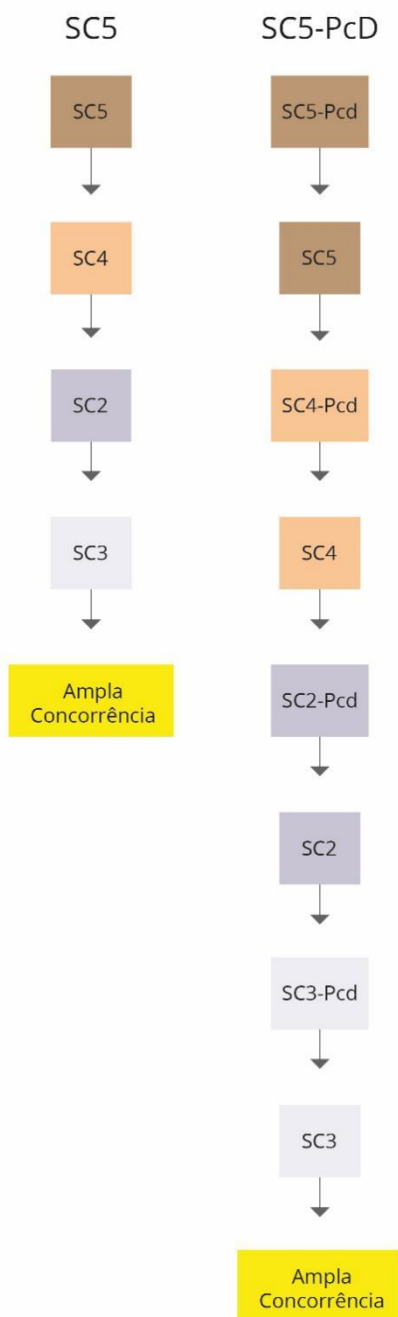 SC5
SC5
SC4
SC2
SC3
Ampla
Concorrência
SC5-PcD
SC5-Pcd
SC5
SC4-Pcd
SC4
SC2-Pcd
SC2
SC3-Pcd
SC3
Ampla
Concorrência